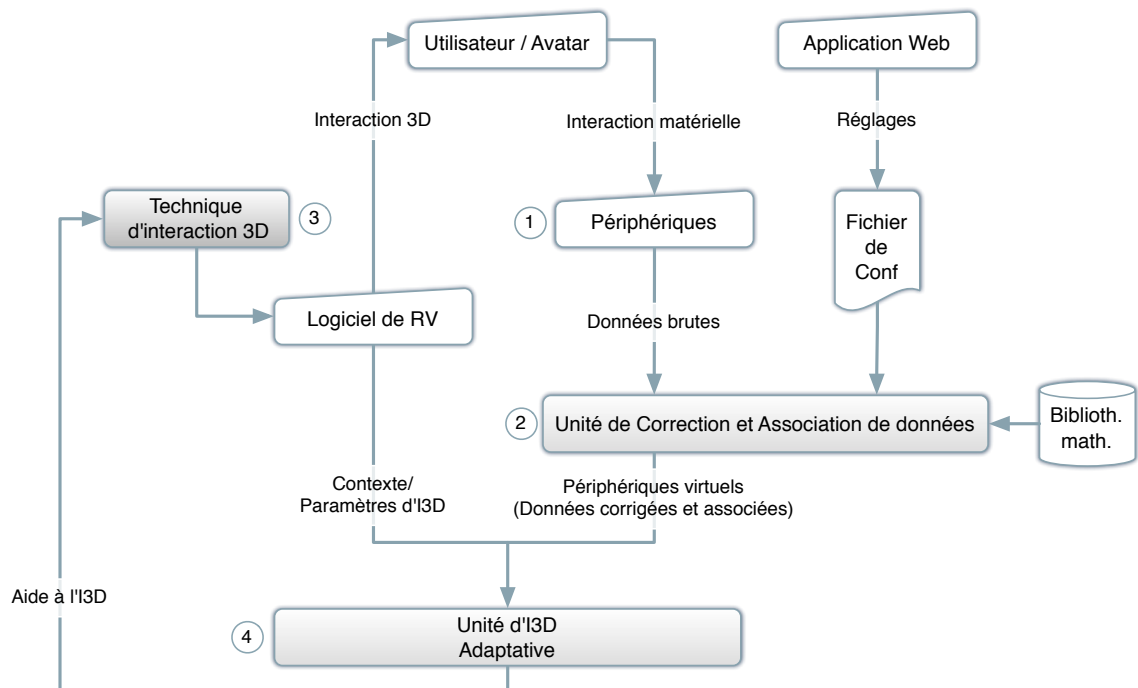 Utilisateur / Avatar
Application Web
Interaction 3D
Interaction matérielle
Réglages
Technique
d'interaction 3D
3
1
Périphériques
Fichier
de
Conf
Logiciel de RV
Données brutes
2
Unité de Correction et Association de données
Biblioth.
math.
Contexte/
Paramètres d'I3D
Périphériques virtuels
(Données corrigées et associées)
Aide à l'I3D
4
Unité d'I3D
Adaptative